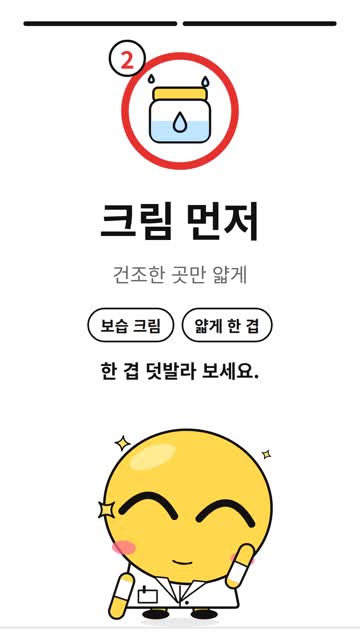 2
크림 먼저
건조한 곳만 얇게
보습 크림 얇게 한 겹
한 겹 덧발라 보세요.